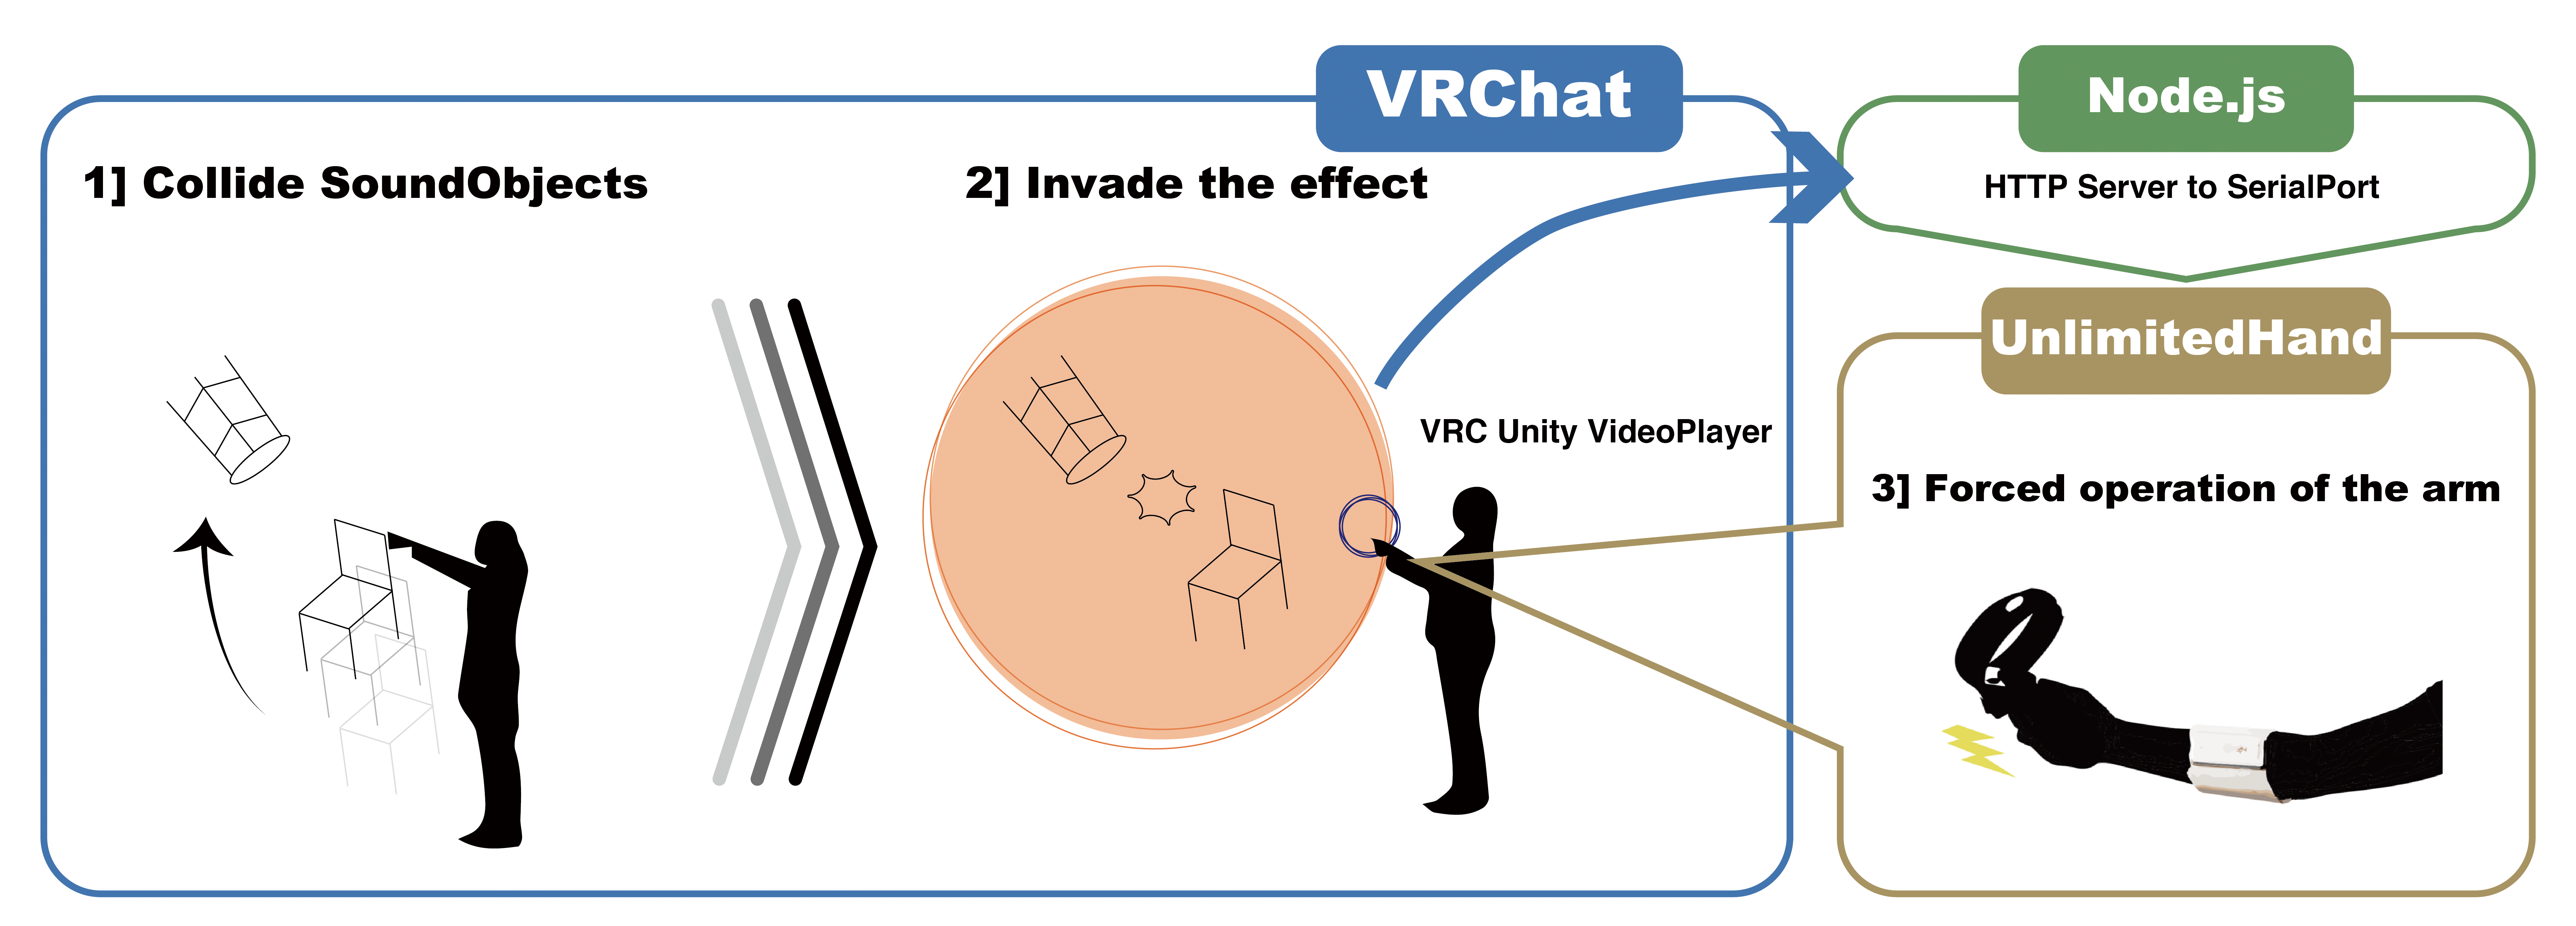 VRChat
1] Collide SoundObjects
2] Invade the effect
VRC Unity VideoPlayer
Node.js
HTTP Server to SerialPort
UnlimitedHand
3] Forced operation of the arm